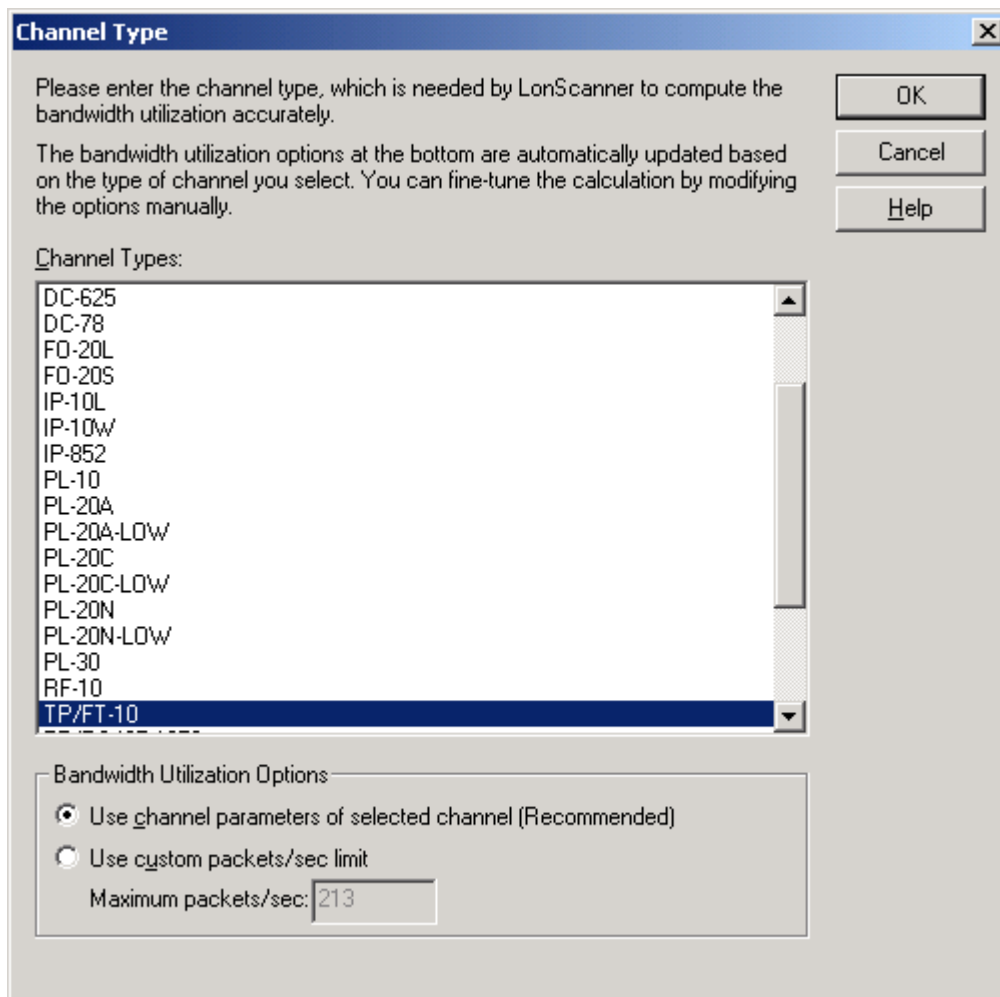 Channel Type
Please enter the channel type, which is needed by LonScanner to compute the
bandwidth utilization accurately.
The bandwidth utilization options at the bottom are automatically updated based
on the type of channel you select. You can fine-tune the calculation by modifying
the options manually.
OK
Cancel
Help
Channel Types:
DC-625
DC-78
FO-20L
FO-20S
IP-10L
IP-10W
IP-852
PL-10
PL-20A
PL-20A-LOW
PL-20C
PL-20C-LOW
PL-20N
PL-20N-LOW
PL-30
RF-10
TP/FT-10
Bandwidth Utilization Options
Use channel parameters of selected channel (Recommended)
Use custom packets/sec limit
Maximum packets/sec: 213